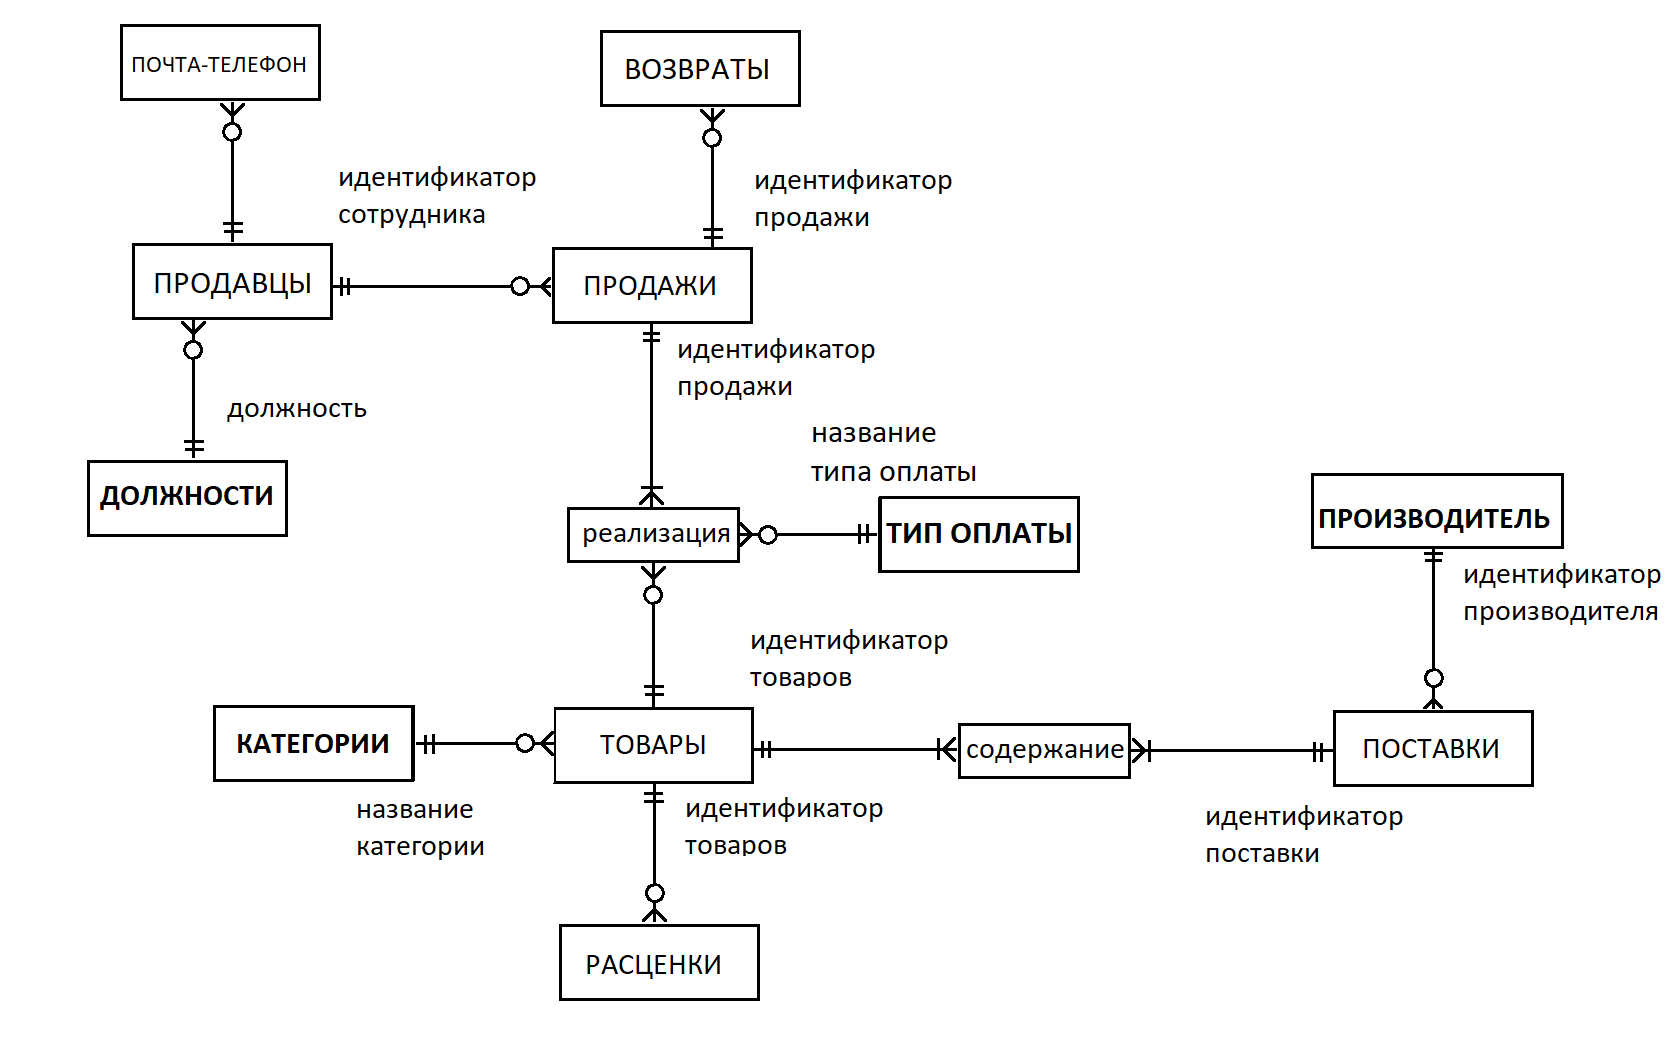 ПОЧТА-ТЕЛЕФОН
ВОЗВРАТЫ
идентификатор
сотрудника
идентификатор
продажи
ПРОДАВЦЫ
ПРОДАЖИ
идентификатор
продажи
должность
название
типа оплаты
ДОЛЖНОСТИ
реализация
ТИП ОПЛАТЫ
ПРОИЗВОДИТЕЛЬ
идентификатор
производителя
идентификатор
товаров
КАТЕГОРИИ
ТОВАРЫ
содержание
ПОСТАВКИ
название
категории
идентификатор
товаров
идентификатор
поставки
РАСЦЕНКИ